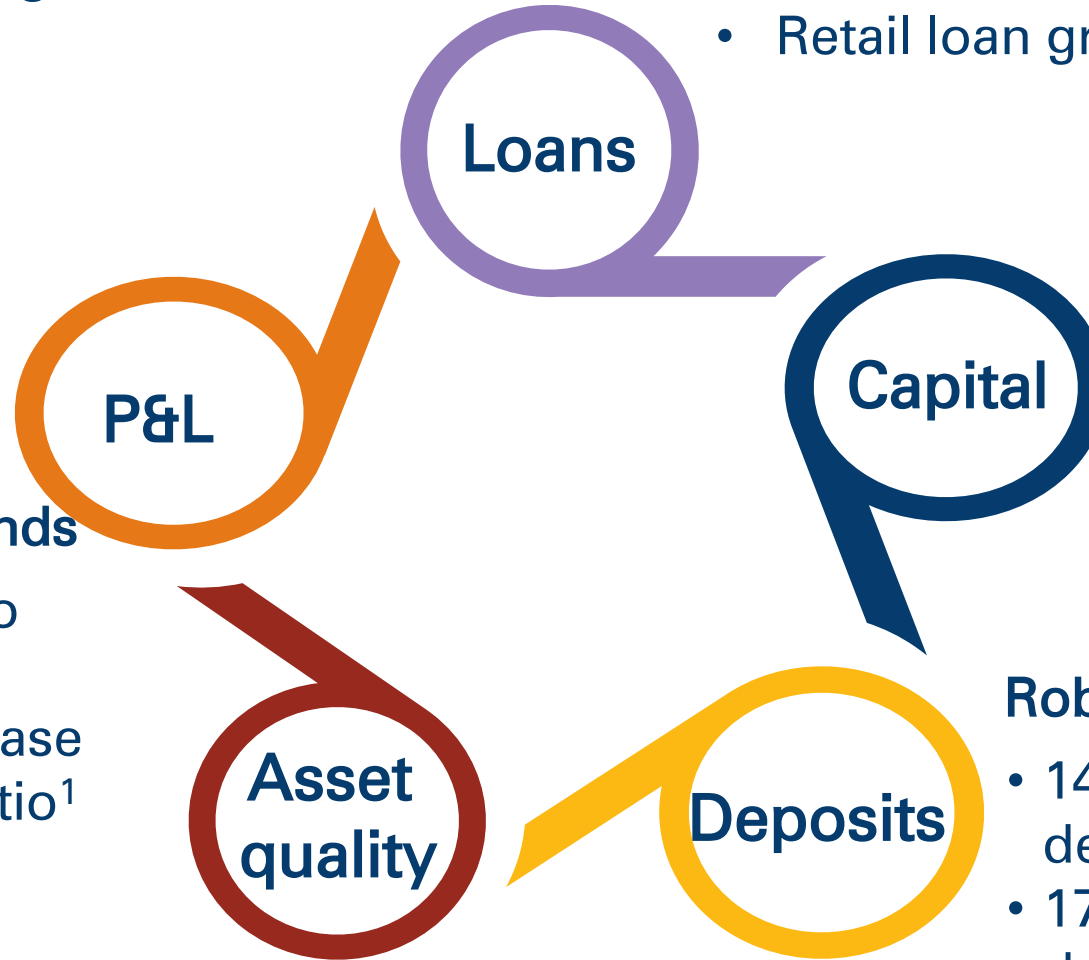 • Retail loan gr
Loans
Capital
P&L
nds
o
ase
tio¹
Asset
quality
Deposits
Rob
• 14
de
• 17